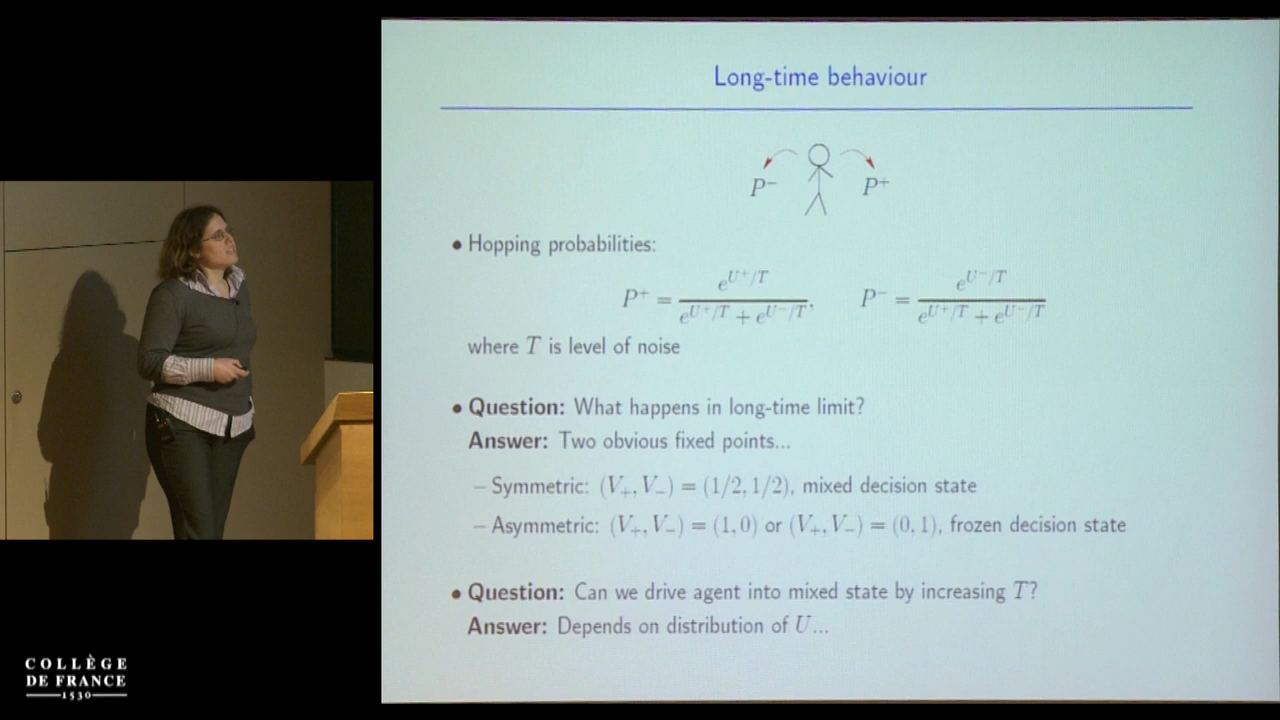 Long-time behaviour
P⁻ P⁺
• Hopping probabilities:
P⁺ = e^{U⁺/T} / (e^{U⁺/T} + e^{U⁻/T}), P⁻ = e^{U⁻/T} / (e^{U⁺/T} + e^{U⁻/T})
where T is level of noise
• Question: What happens in long-time limit?
Answer: Two obvious fixed points...
– Symmetric: (V₊, V₋) = (1/2, 1/2), mixed decision state
– Asymmetric: (V₊, V₋) = (1, 0) or (V₊, V₋) = (0, 1), frozen decision state
• Question: Can we drive agent into mixed state by increasing T?
Answer: Depends on distribution of U...
COLLÈGE
DE FRANCE
1530